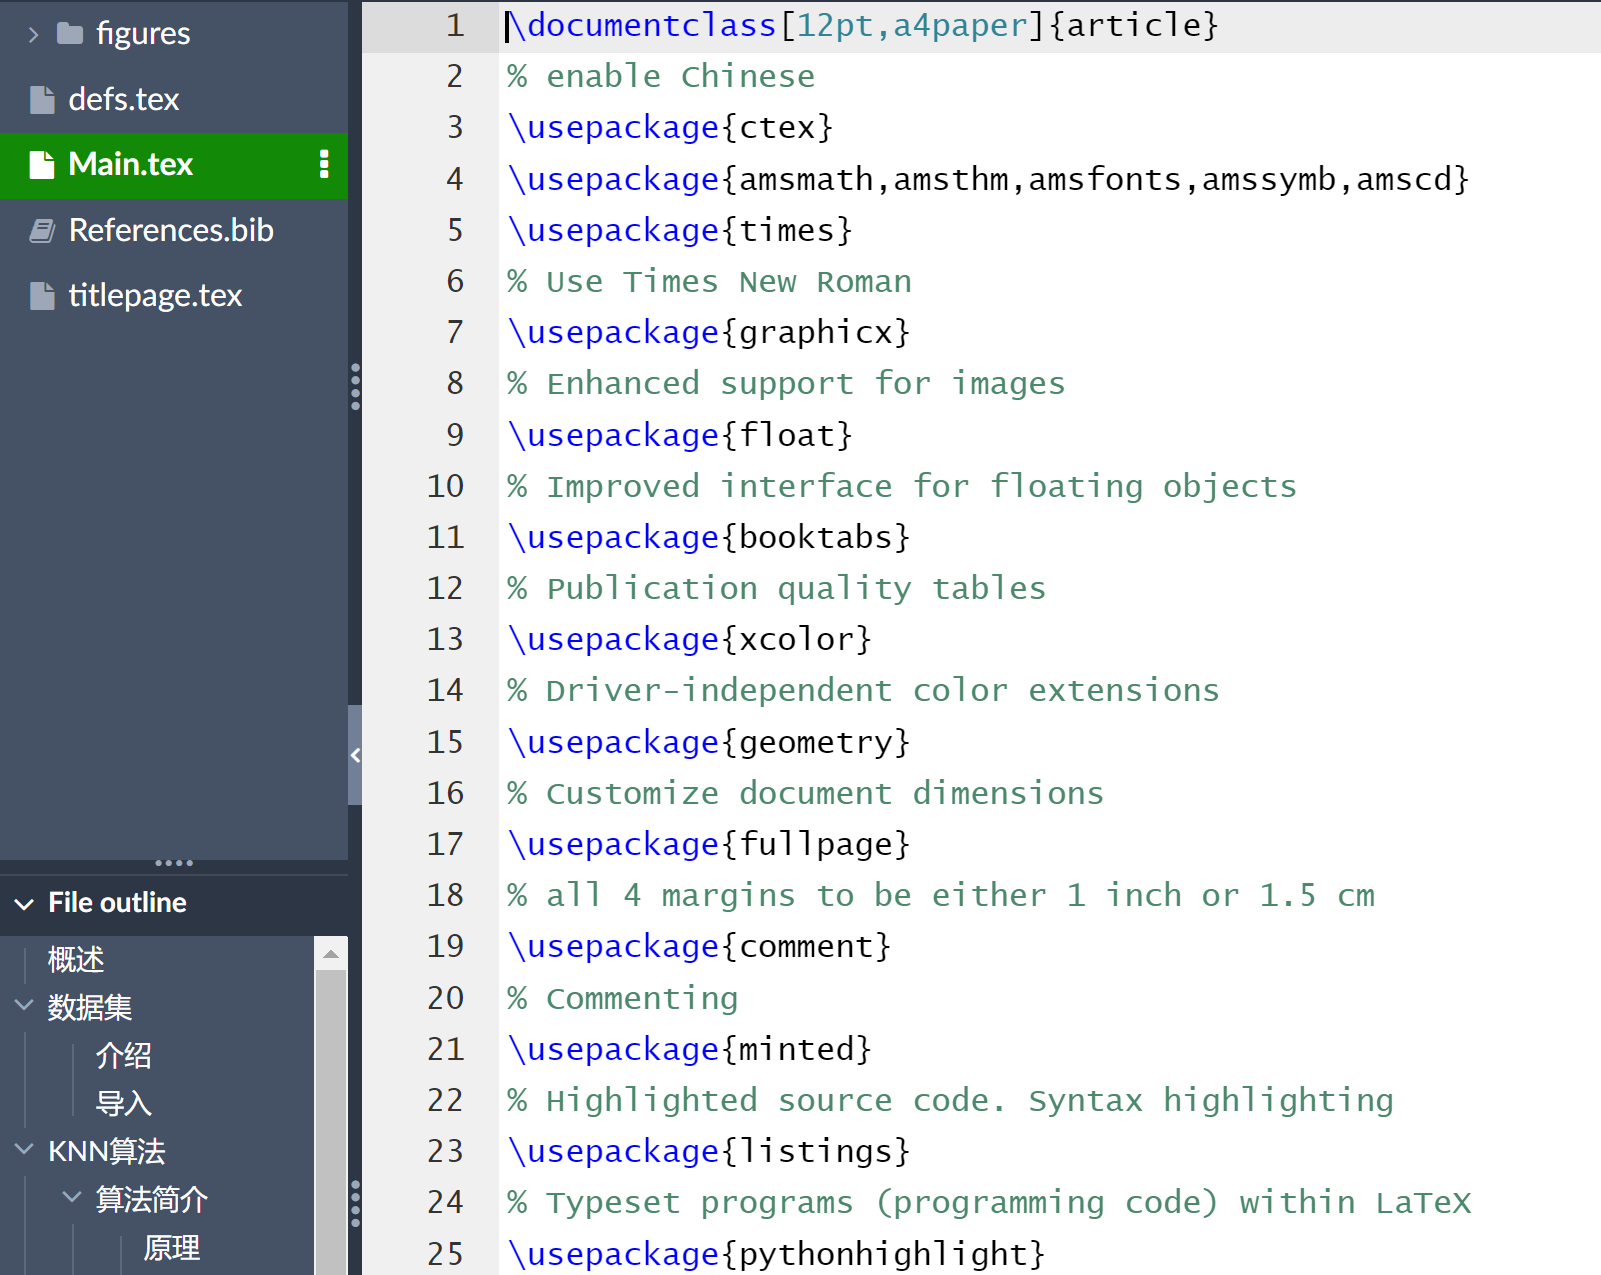 figures
defs.tex
Main.tex
References.bib
titlepage.tex
File outline
概述
数据集
介绍
导入
KNN算法
算法简介
原理
1 \documentclass[12pt,a4paper]{article}
2 % enable Chinese
3 \usepackage{ctex}
4 \usepackage{amsmath,amsthm,amsfonts,amssymb,amscd}
5 \usepackage{times}
6 % Use Times New Roman
7 \usepackage{graphicx}
8 % Enhanced support for images
9 \usepackage{float}
10 % Improved interface for floating objects
11 \usepackage{booktabs}
12 % Publication quality tables
13 \usepackage{xcolor}
14 % Driver-independent color extensions
15 \usepackage{geometry}
16 % Customize document dimensions
17 \usepackage{fullpage}
18 % all 4 margins to be either 1 inch or 1.5 cm
19 \usepackage{comment}
20 % Commenting
21 \usepackage{minted}
22 % Highlighted source code. Syntax highlighting
23 \usepackage{listings}
24 % Typeset programs (programming code) within LaTeX
25 \usepackage{pythonhighlight}